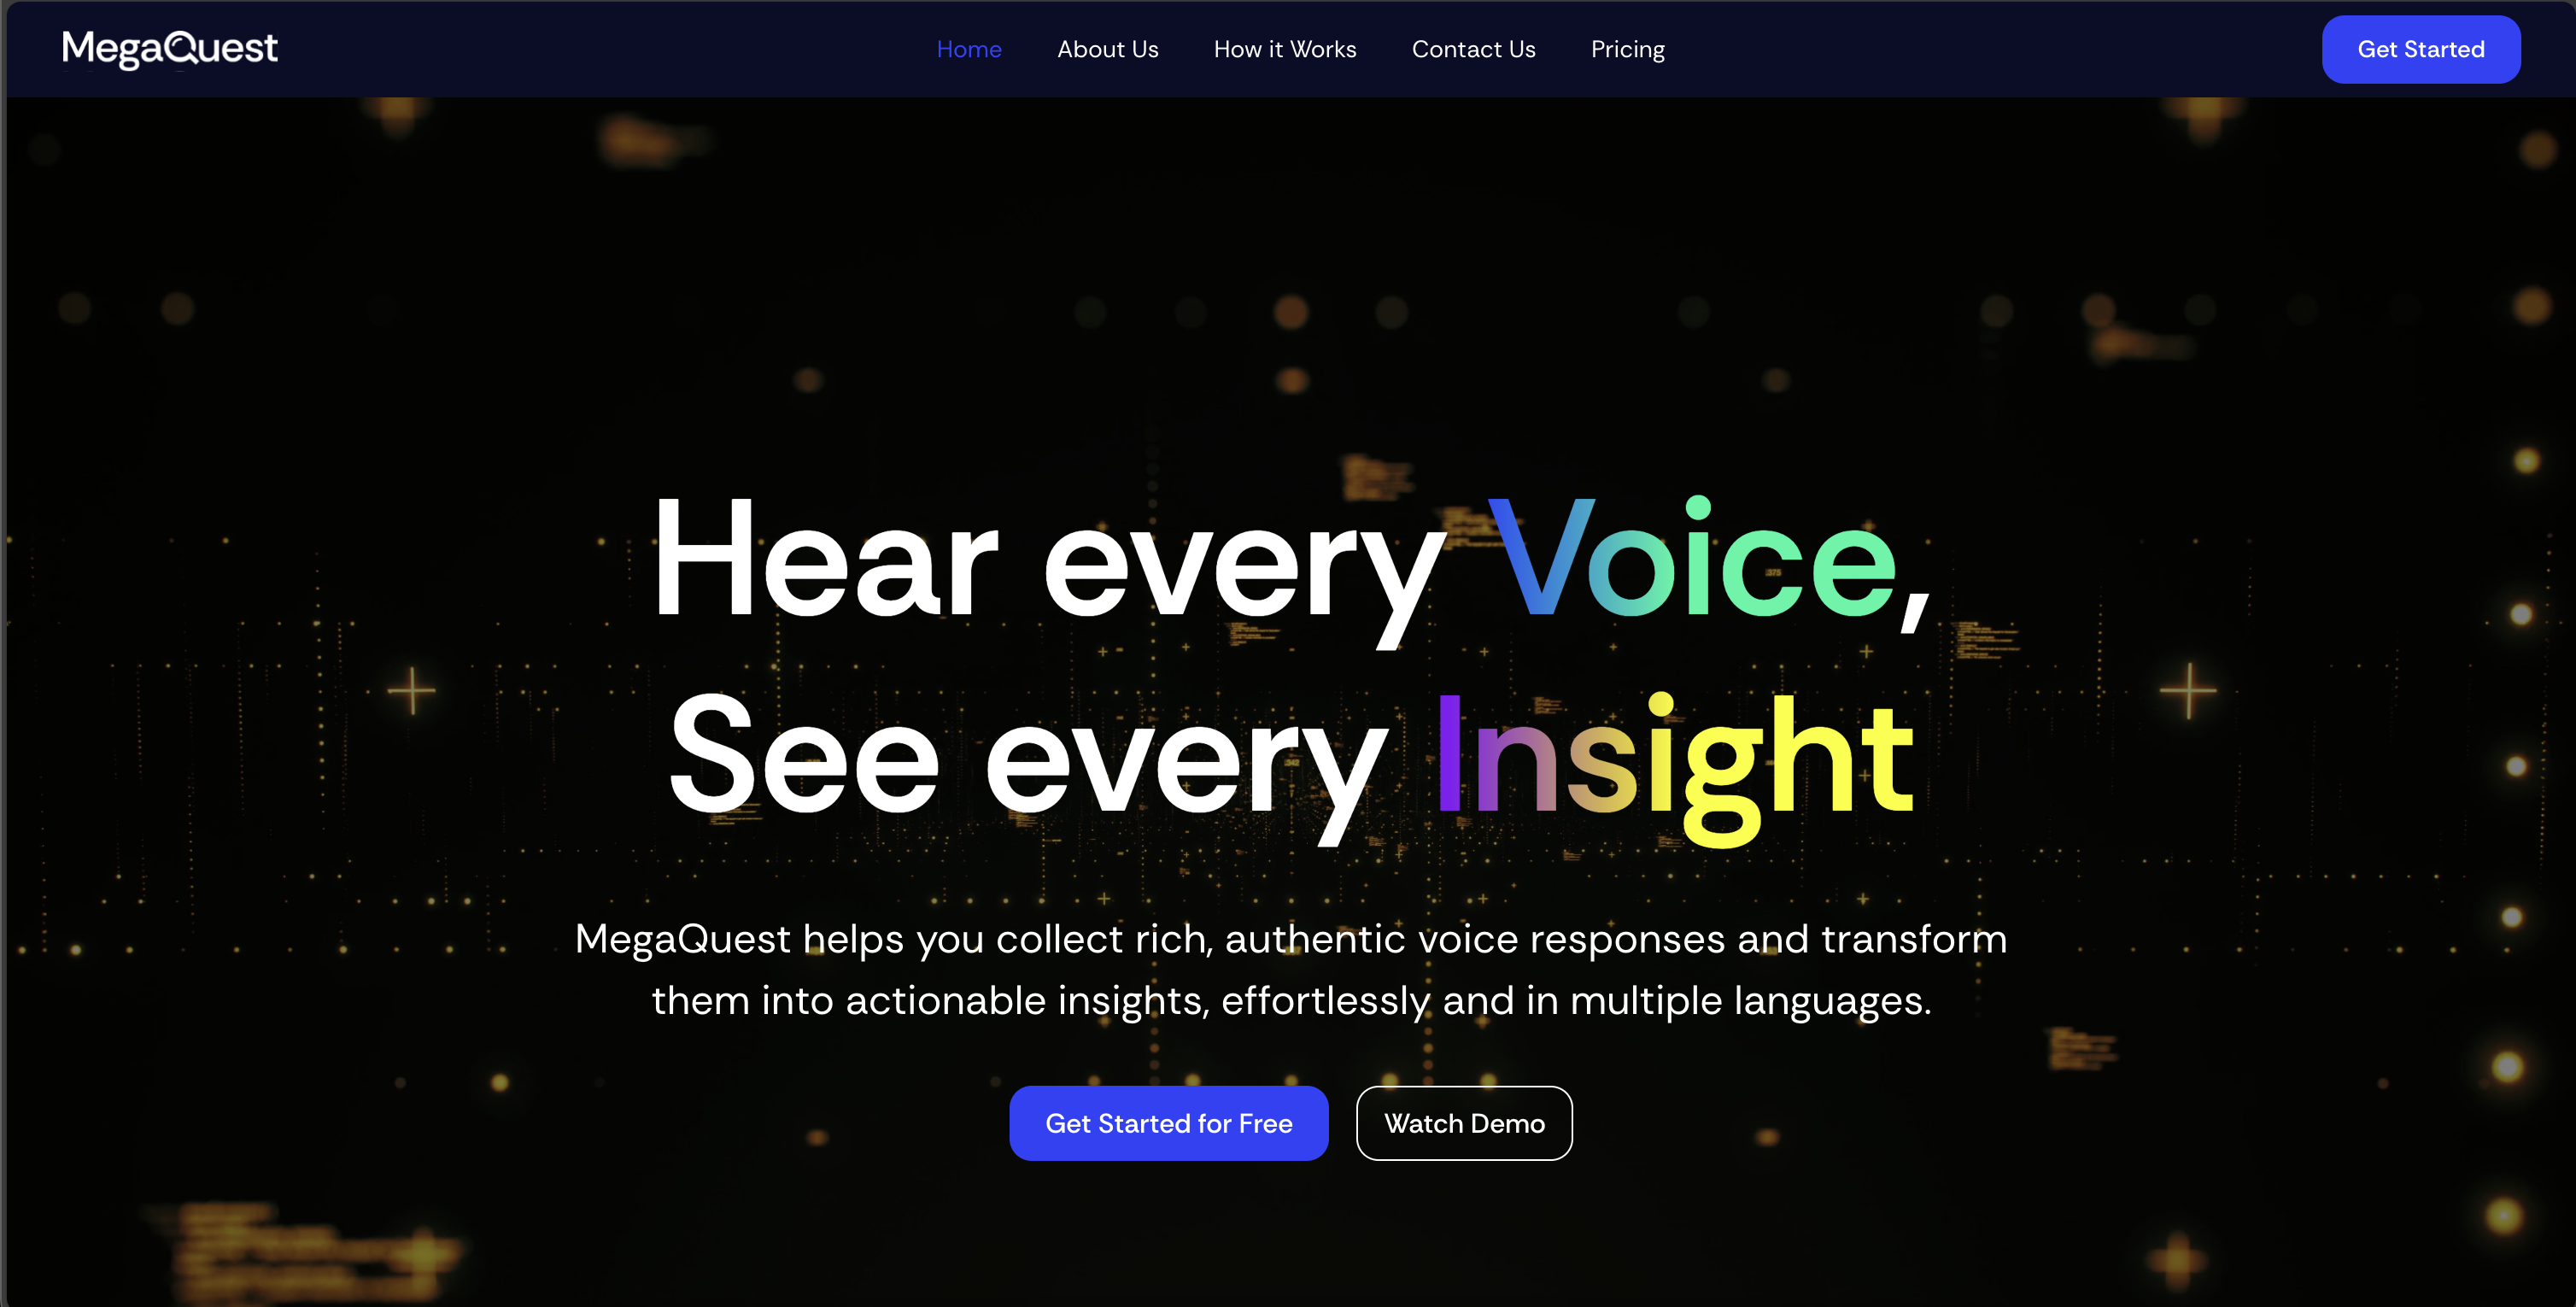 MegaQuest
Home
About Us
How it Works
Contact Us
Pricing
Get Started
Hear every Voice,
See every Insight
MegaQuest helps you collect rich, authentic voice responses and transform
them into actionable insights, effortlessly and in multiple languages.
Get Started for Free
Watch Demo